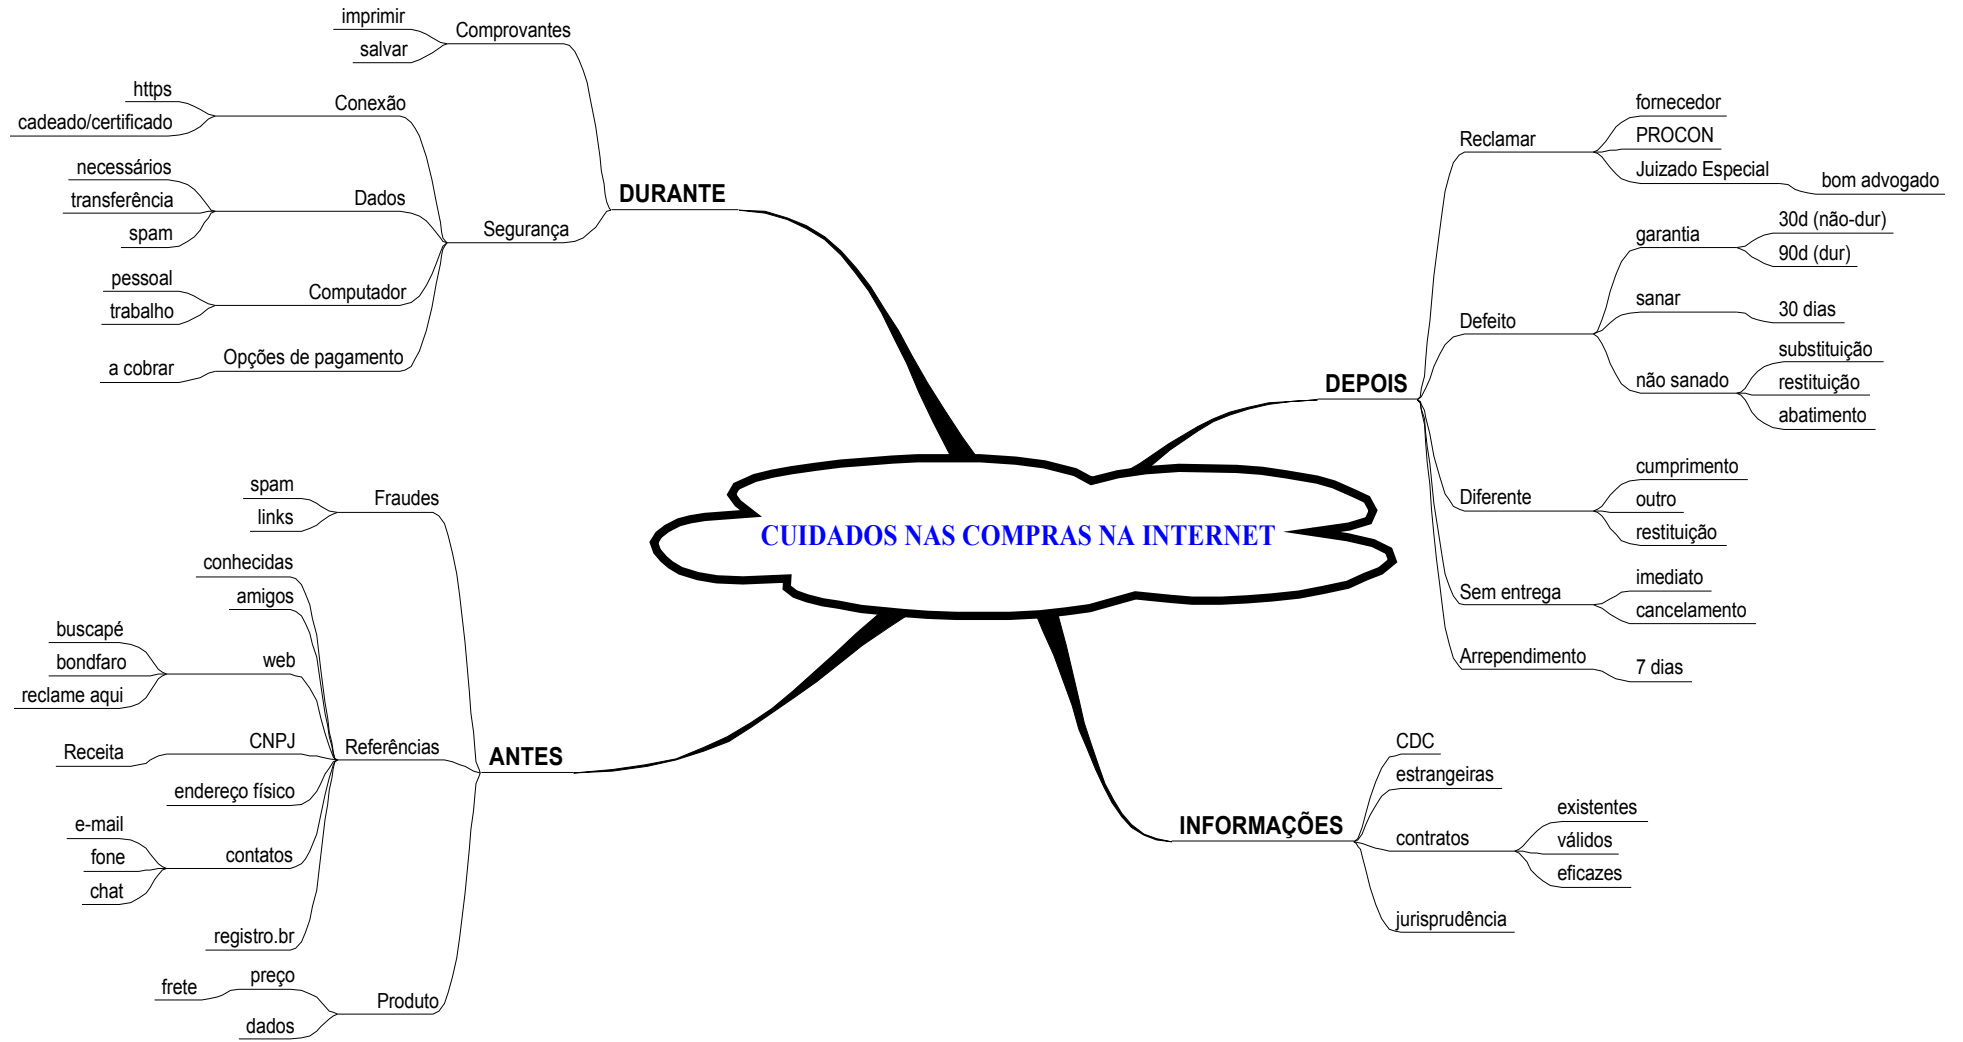 CUIDADOS NAS COMPRAS NA INTERNET
ANTES
Fraudes
spam
links
Referências
conhecidas
amigos
web
buscapé
bondfaro
reclame aqui
CNPJ
Receita
endereço físico
contatos
e-mail
fone
chat
registro.br
Produto
preço
frete
dados
DURANTE
Comprovantes
imprimir
salvar
Segurança
Conexão
https
cadeado/certificado
Dados
necessários
transferência
spam
Computador
pessoal
trabalho
Opções de pagamento
a cobrar
DEPOIS
Reclamar
fornecedor
PROCON
Juizado Especial
bom advogado
Defeito
garantia
30d (não-dur)
90d (dur)
sanar
30 dias
não sanado
substituição
restituição
abatimento
Diferente
cumprimento
outro
restituição
Sem entrega
imediato
cancelamento
Arrependimento
7 dias
INFORMAÇÕES
CDC
estrangeiras
contratos
existentes
válidos
eficazes
jurisprudência